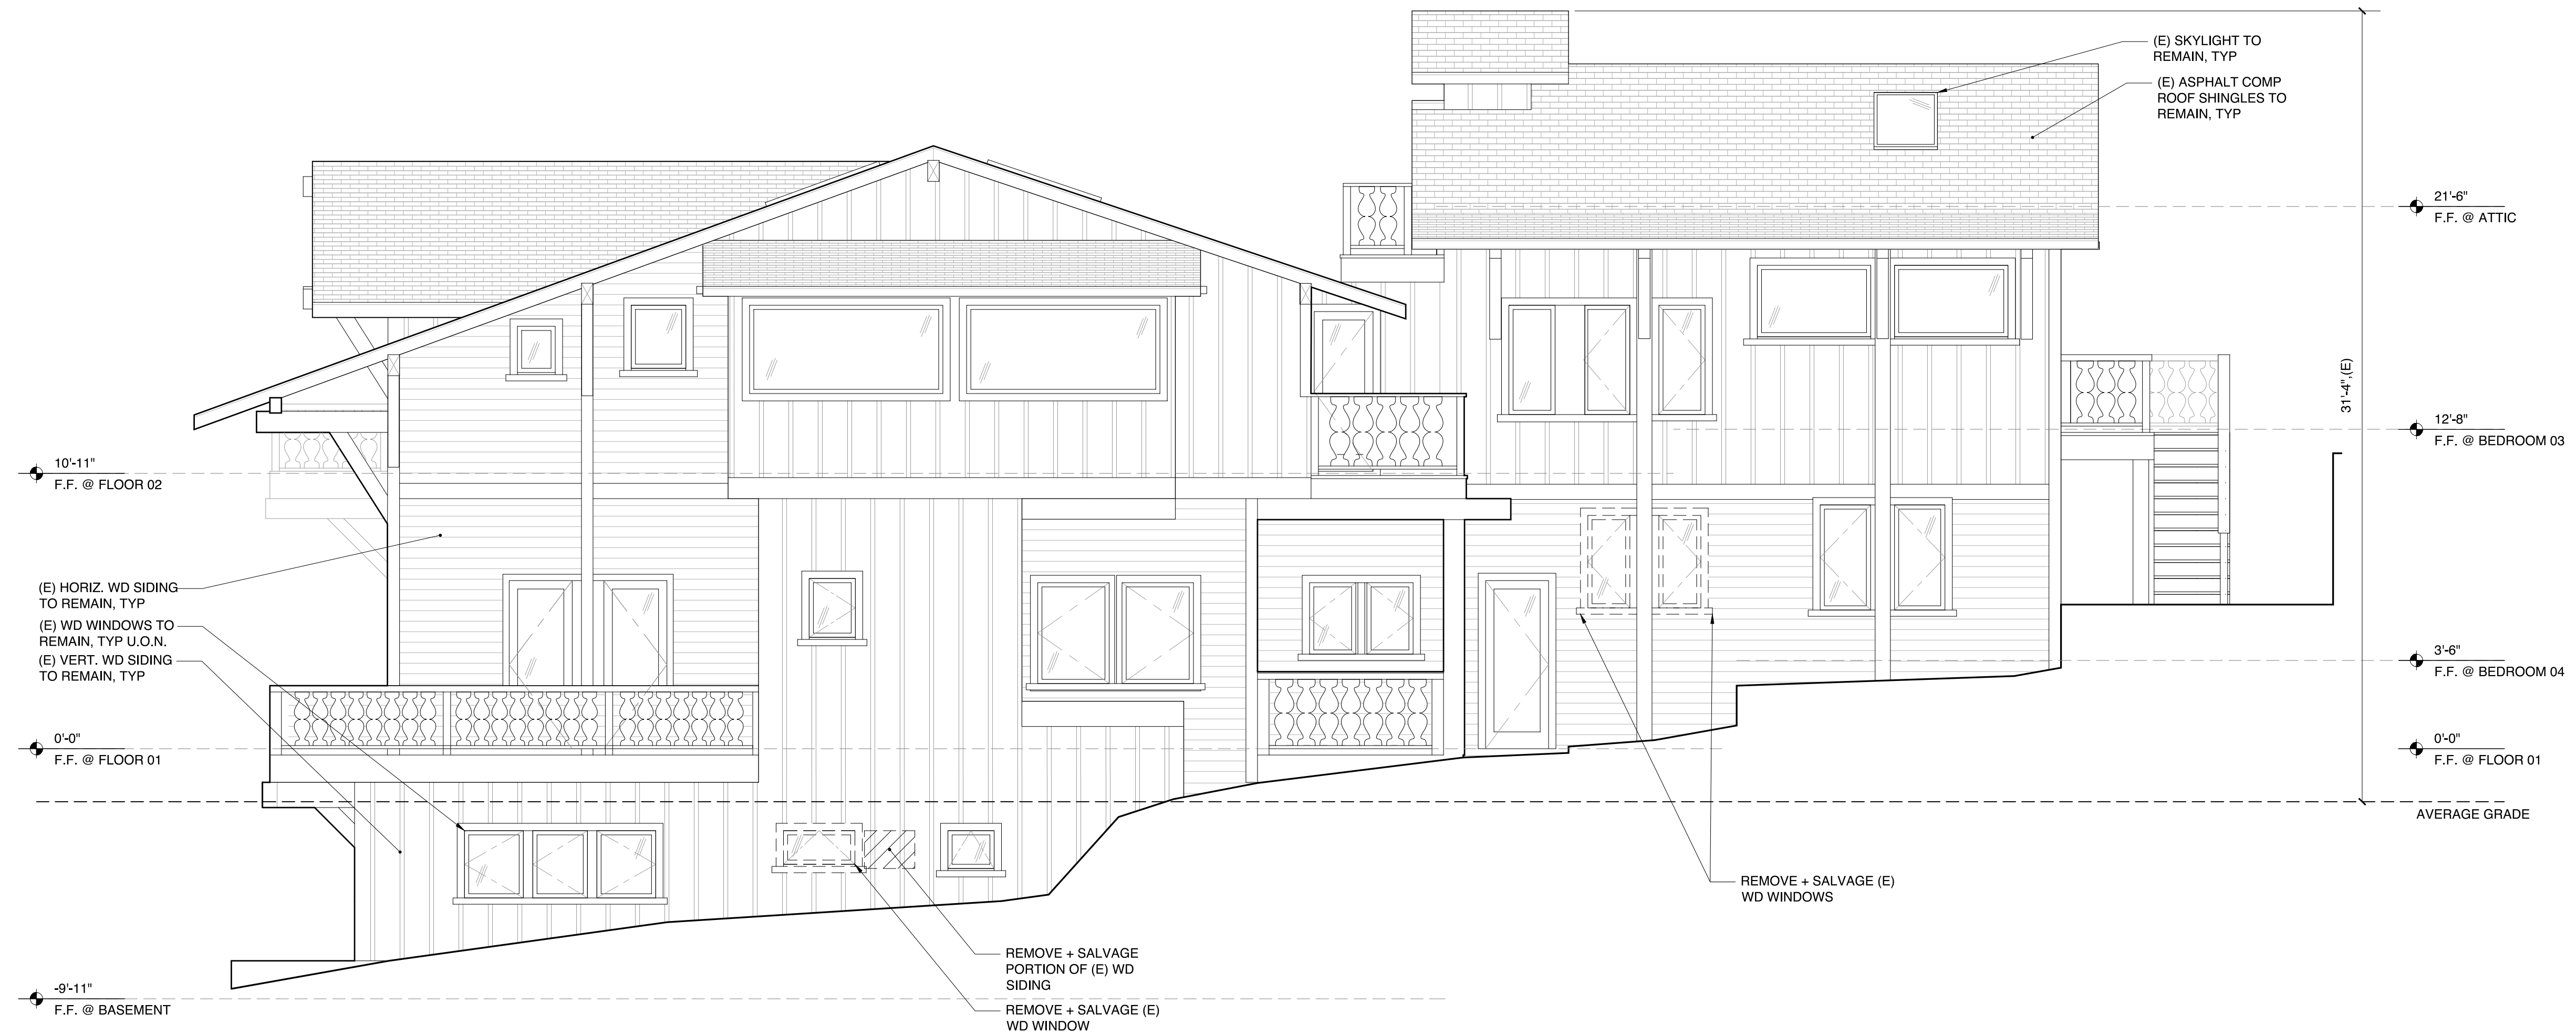 (E) SKYLIGHT TO
REMAIN, TYP
(E) ASPHALT COMP
ROOF SHINGLES TO
REMAIN, TYP
21'-6"
F.F. @ ATTIC
31'-4",(E)
12'-8"
F.F. @ BEDROOM 03
10'-11"
F.F. @ FLOOR 02
(E) HORIZ. WD SIDING
TO REMAIN, TYP
(E) WD WINDOWS TO
REMAIN, TYP U.O.N.
(E) VERT. WD SIDING
TO REMAIN, TYP
3'-6"
F.F. @ BEDROOM 04
0'-0"
F.F. @ FLOOR 01
0'-0"
F.F. @ FLOOR 01
AVERAGE GRADE
REMOVE + SALVAGE (E)
WD WINDOWS
REMOVE + SALVAGE
PORTION OF (E) WD
SIDING
REMOVE + SALVAGE (E)
WD WINDOW
-9'-11"
F.F. @ BASEMENT